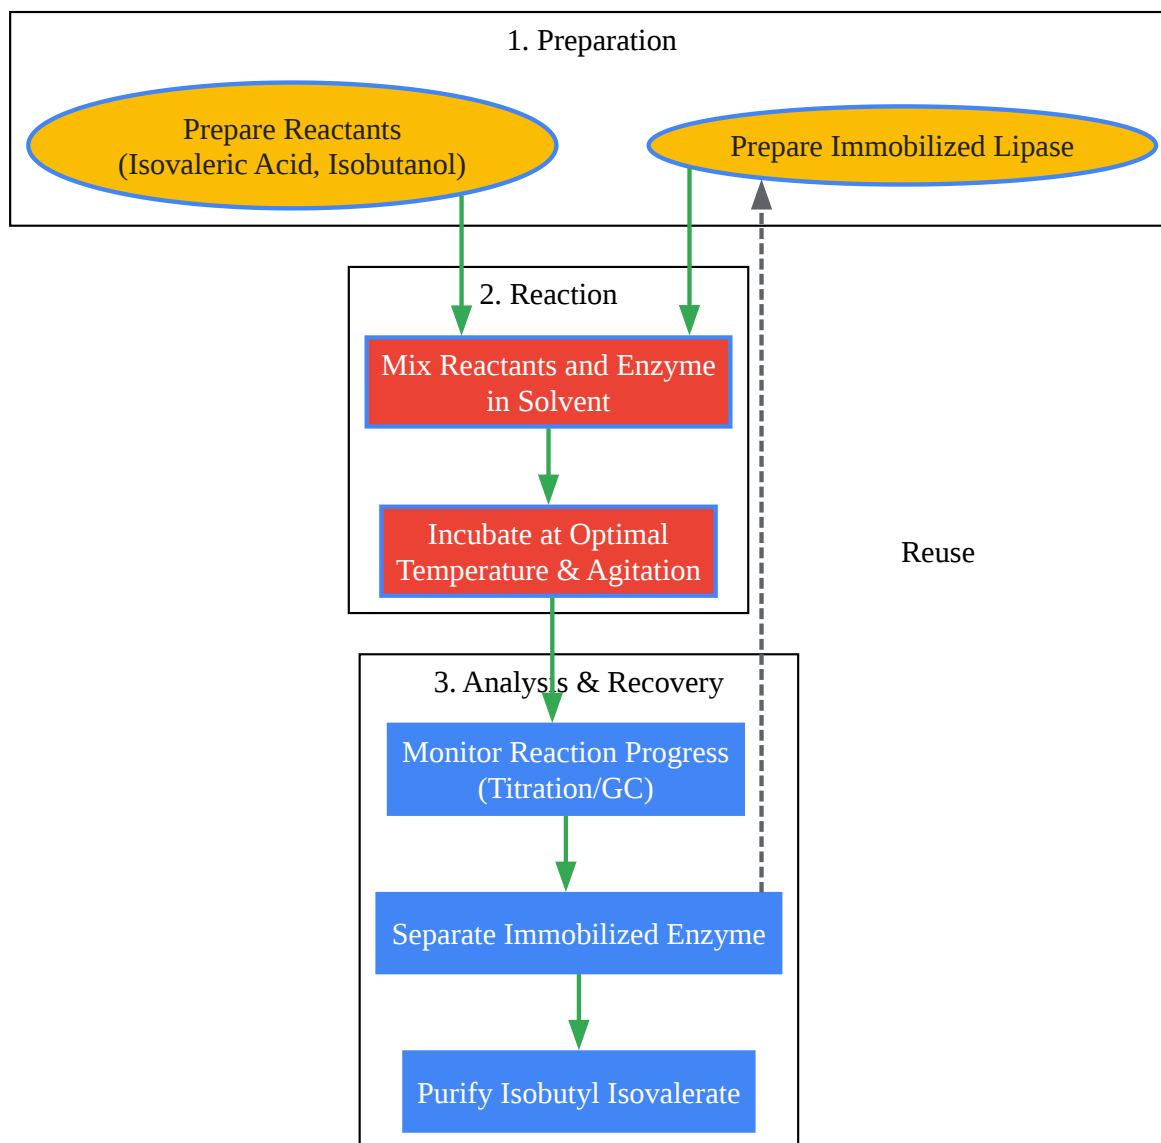 1. Preparation
Prepare Reactants
(Isovaleric Acid, Isobutanol)
Prepare Immobilized Lipase
2. Reaction
Mix Reactants and Enzyme
in Solvent
Incubate at Optimal
Temperature & Agitation
Reuse
3. Analysis & Recovery
Monitor Reaction Progress
(Titration/GC)
Separate Immobilized Enzyme
Purify Isobutyl Isovalerate